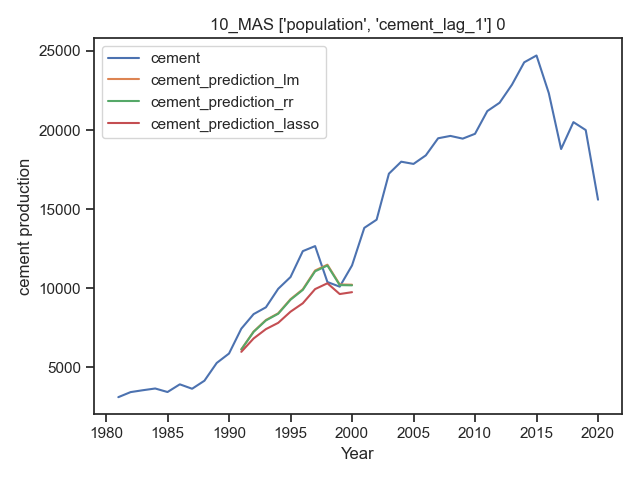 10_MAS ['population', 'cement_lag_1'] 0
cement
cement_prediction_lm
cement_prediction_rr
cement_prediction_lasso
cement production
25000
20000
15000
10000
5000
1980 1985 1990 1995 2000 2005 2010 2015 2020
Year